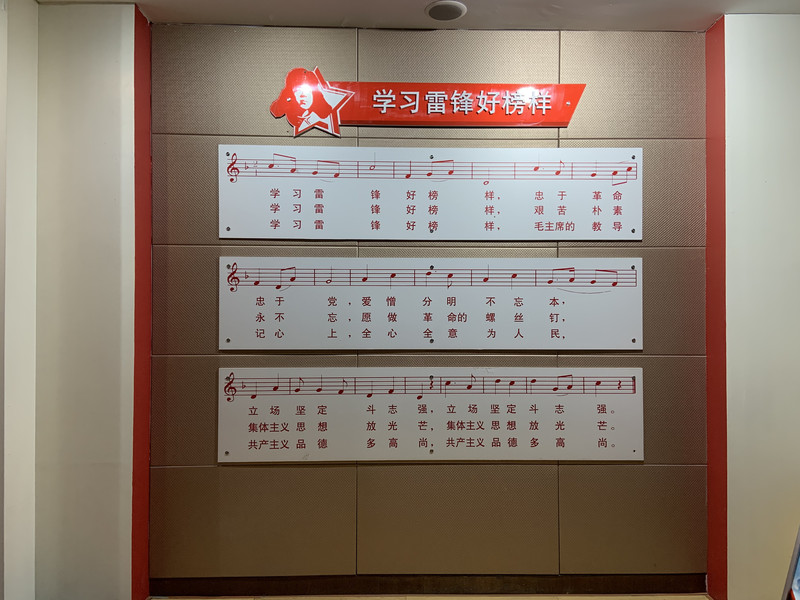 学习雷锋好榜样
学习雷锋好榜样，忠于革命
学习雷锋好榜样，艰苦朴素
学习雷锋好榜样，毛主席的教导
忠于党，爱憎分明不忘本，
永不忘，愿做革命的螺丝钉，
记心上，全心全意为人民，
立场坚定斗志强，立场坚定斗志强。
集体主义思想放光芒，集体主义思想放光芒。
共产主义品德多高尚，共产主义品德多高尚。